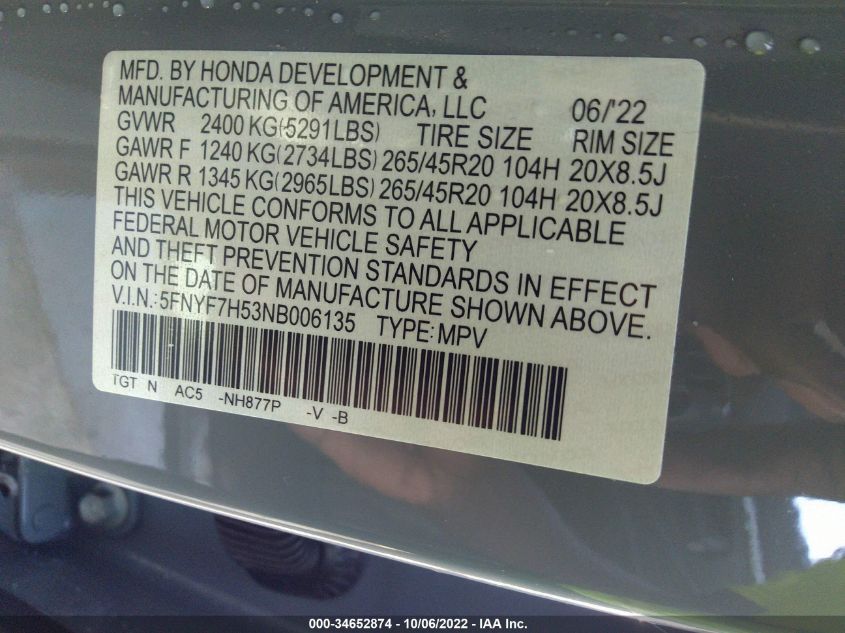 MFD. BY HONDA DEVELOPMENT &
MANUFACTURING OF AMERICA, LLC 06/'22
GVWR 2400 KG(5291LBS) TIRE SIZE RIM SIZE
GAWR F 1240 KG(2734LBS) 265/45R20 104H 20X8.5J
GAWR R 1345 KG(2965LBS) 265/45R20 104H 20X8.5J
THIS VEHICLE CONFORMS TO ALL APPLICABLE
FEDERAL MOTOR VEHICLE SAFETY
AND THEFT PREVENTION STANDARDS IN EFFECT
ON THE DATE OF MANUFACTURE SHOWN ABOVE.
V.I.N.:5FNYF7H53NB006135 TYPE:MPV
TGT N AC5 -NH877P -V -B
000-34652874 - 10/06/2022 - IAA Inc.